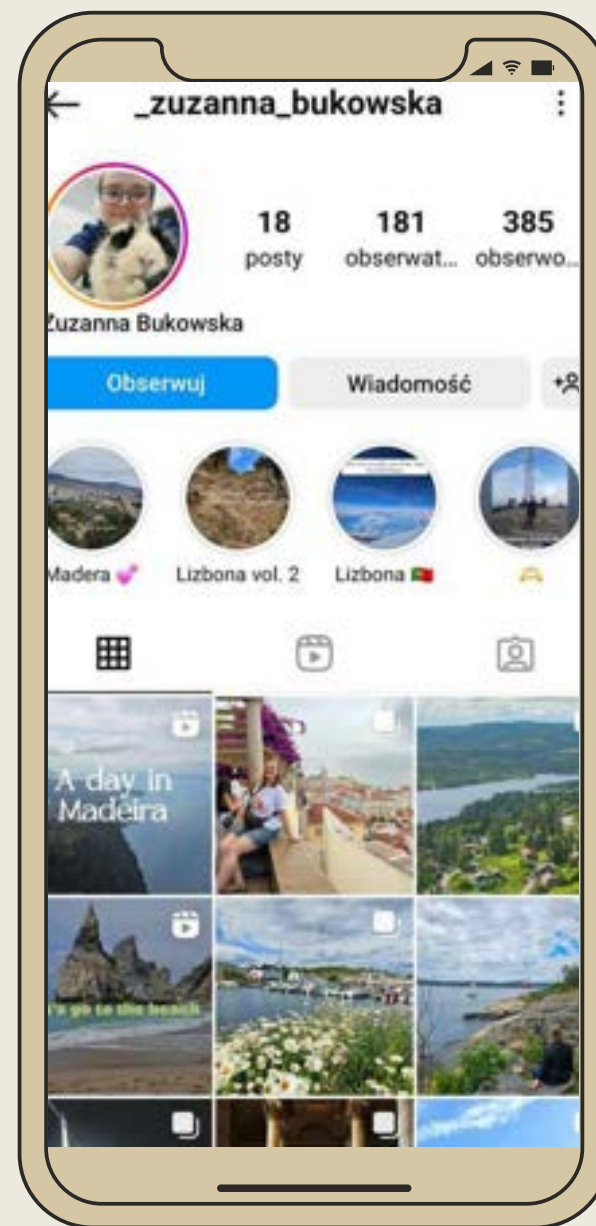 _zuzanna_bukowska
18 181 385
posty obserwat... obserwo...
Zuzanna Bukowska
Obserwuj Wiadomość
Madera 💕 Lizbona vol. 2 Lizbona 🇵🇹 🫶
A day in
Madeira
go to the beach